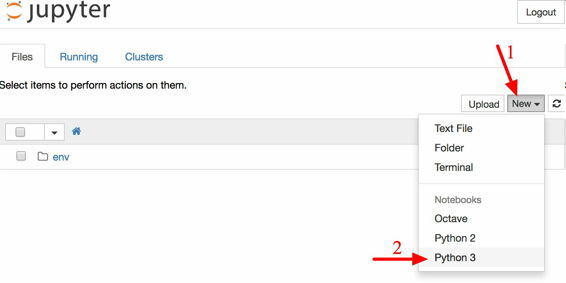 jupyter
Logout
Files Running Clusters
1
Select items to perform actions on them.
Upload New
Text File
env
Folder
Terminal
Notebooks
Octave
Python 2
2
Python 3